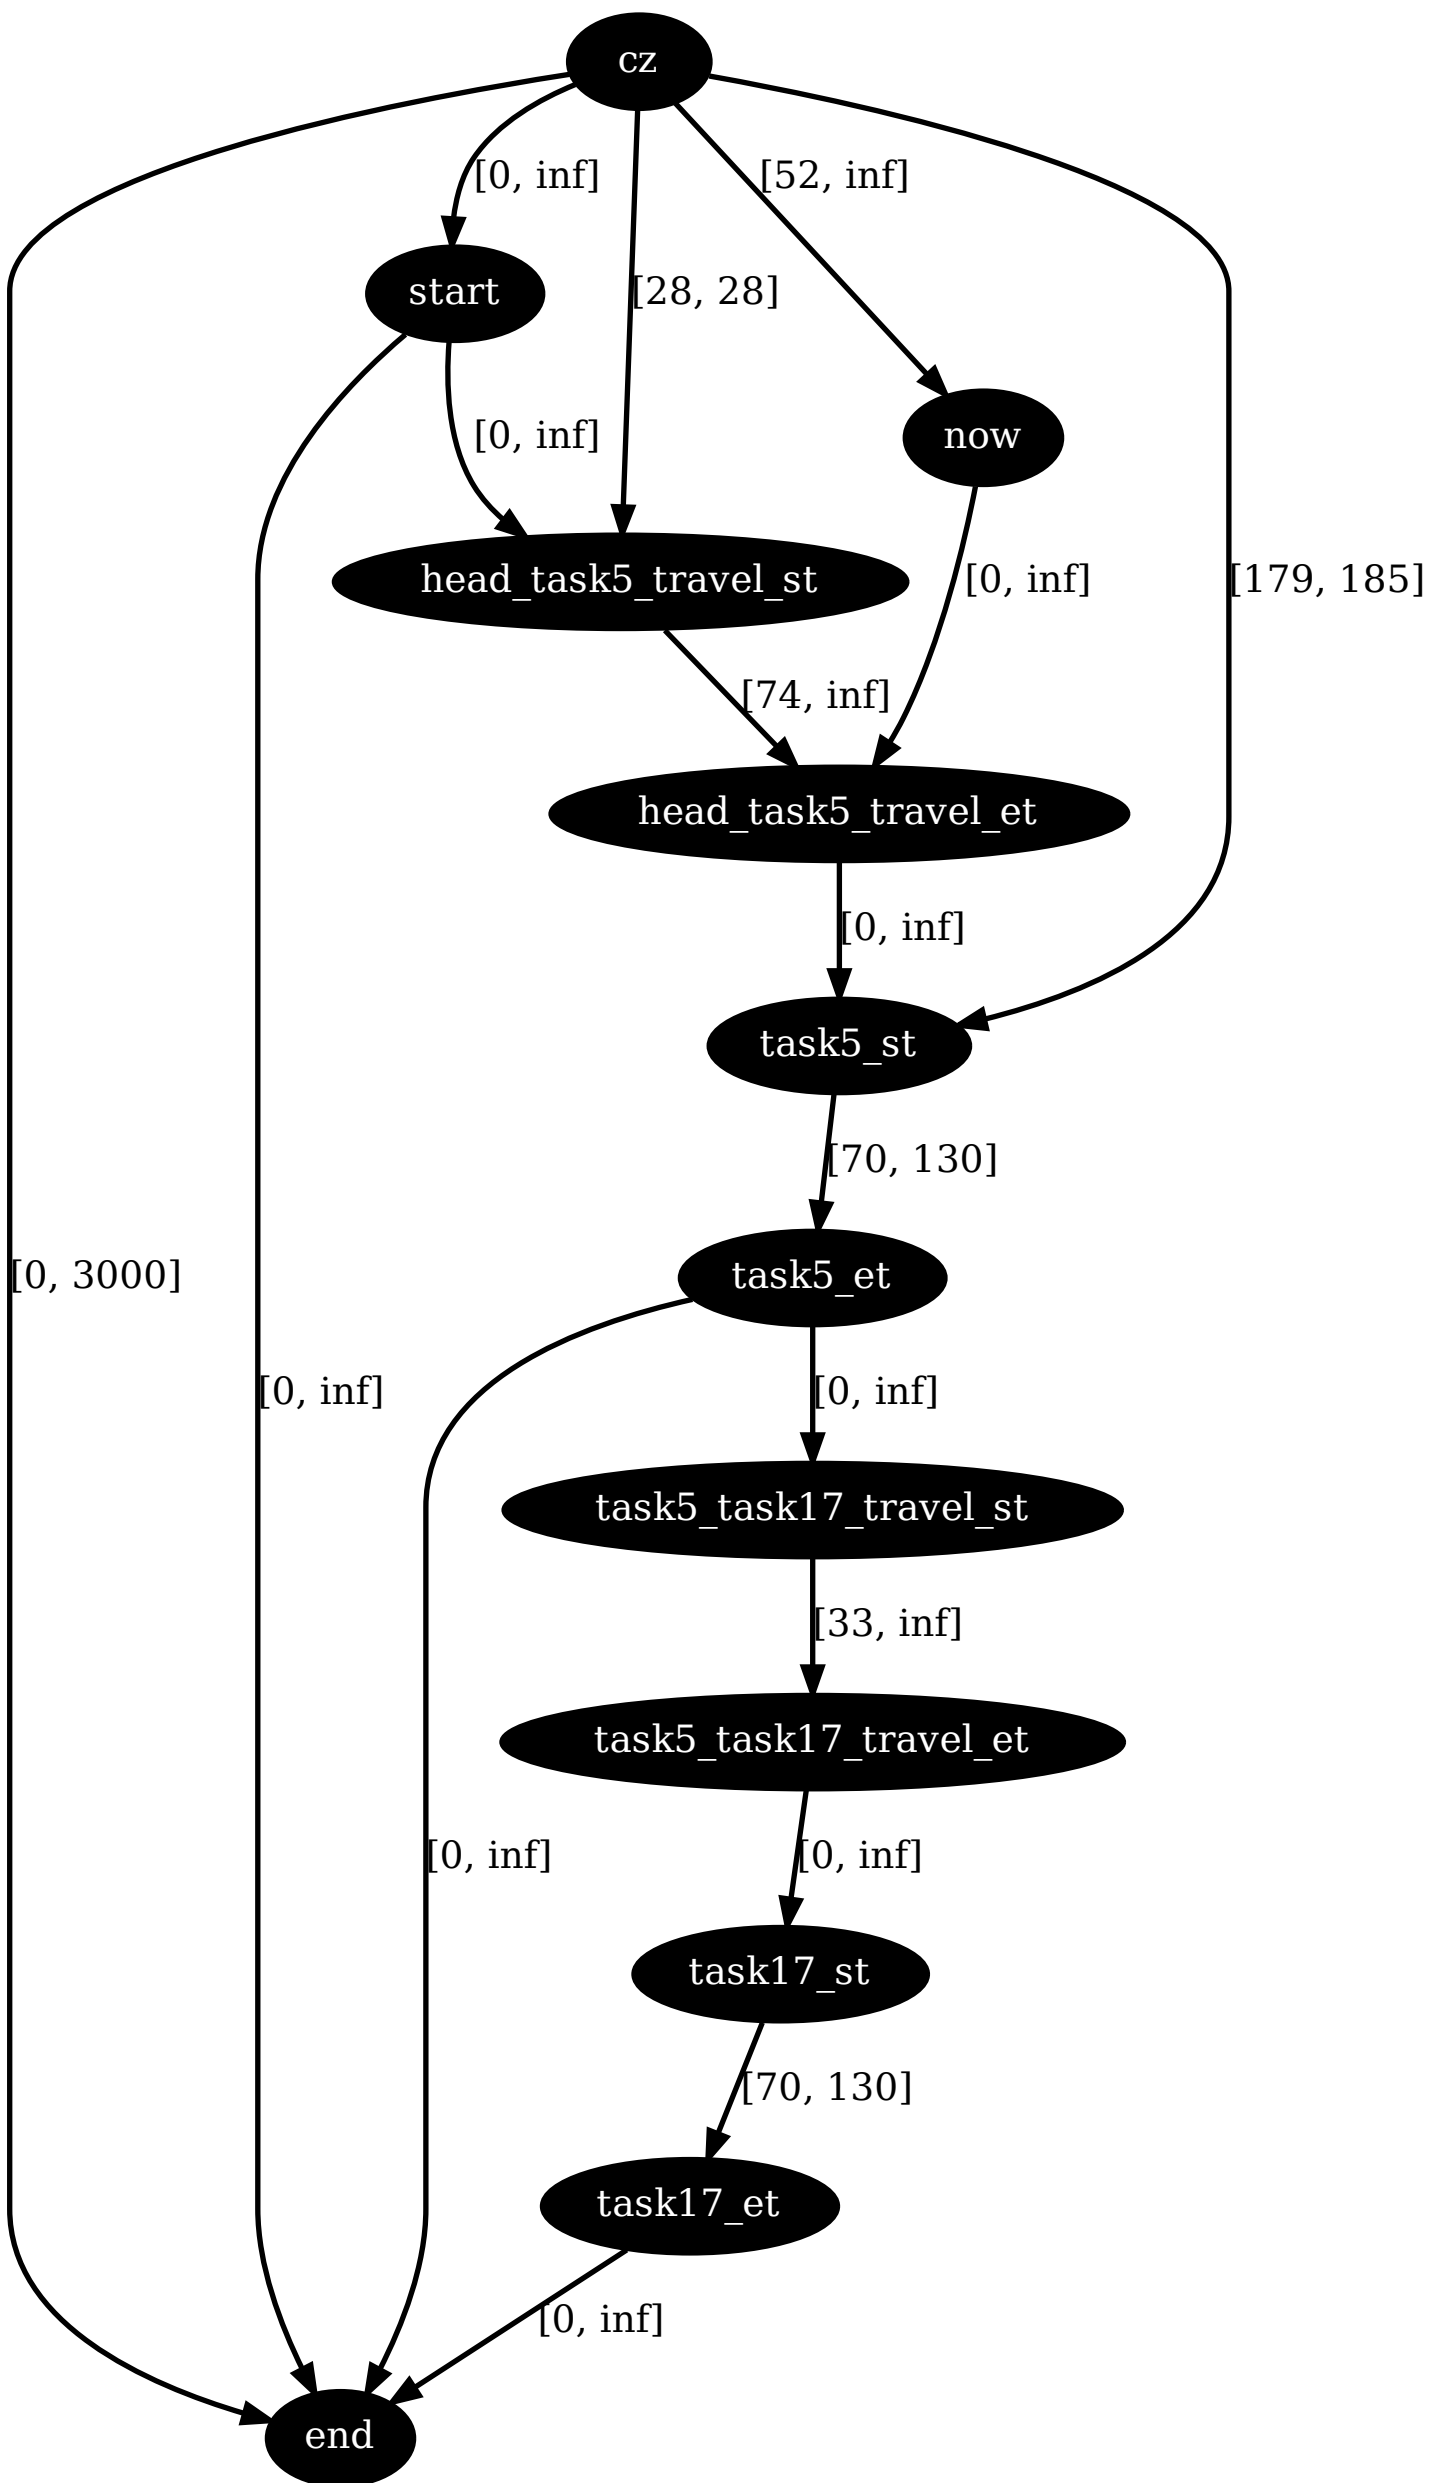 cz
[0, inf]
[52, inf]
start
[28, 28]
now
[0, inf]
head_task5_travel_st
[0, inf]
[179, 185]
[74, inf]
head_task5_travel_et
[0, inf]
task5_st
[70, 130]
task5_et
[0, 3000]
[0, inf]
[0, inf]
task5_task17_travel_st
[33, inf]
task5_task17_travel_et
[0, inf]
[0, inf]
task17_st
[70, 130]
task17_et
[0, inf]
end